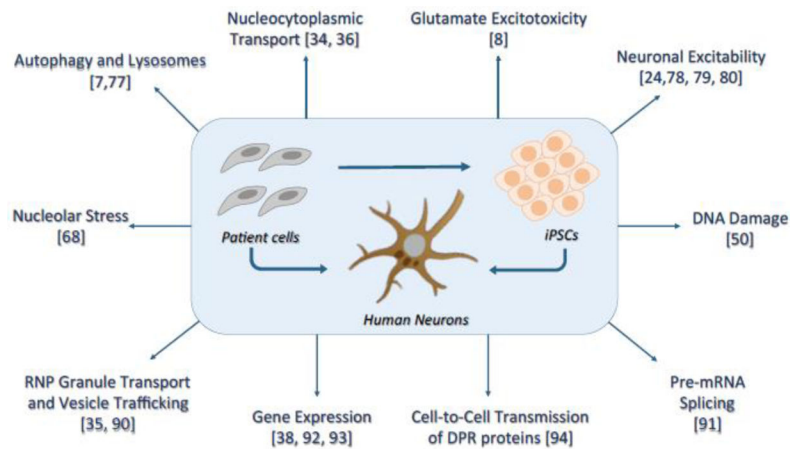 Nucleocytoplasmic
Transport [34, 36]
Glutamate Excitotoxicity
[8]
Autophagy and Lysosomes
[7,77]
Neuronal Excitability
[24,78, 79, 80]
Nucleolar Stress
[68]
Patient cells
iPSCs
DNA Damage
[50]
Human Neurons
RNP Granule Transport
and Vesicle Trafficking
[35, 90]
Gene Expression
[38, 92, 93]
Cell-to-Cell Transmission
of DPR proteins [94]
Pre-mRNA
Splicing
[91]